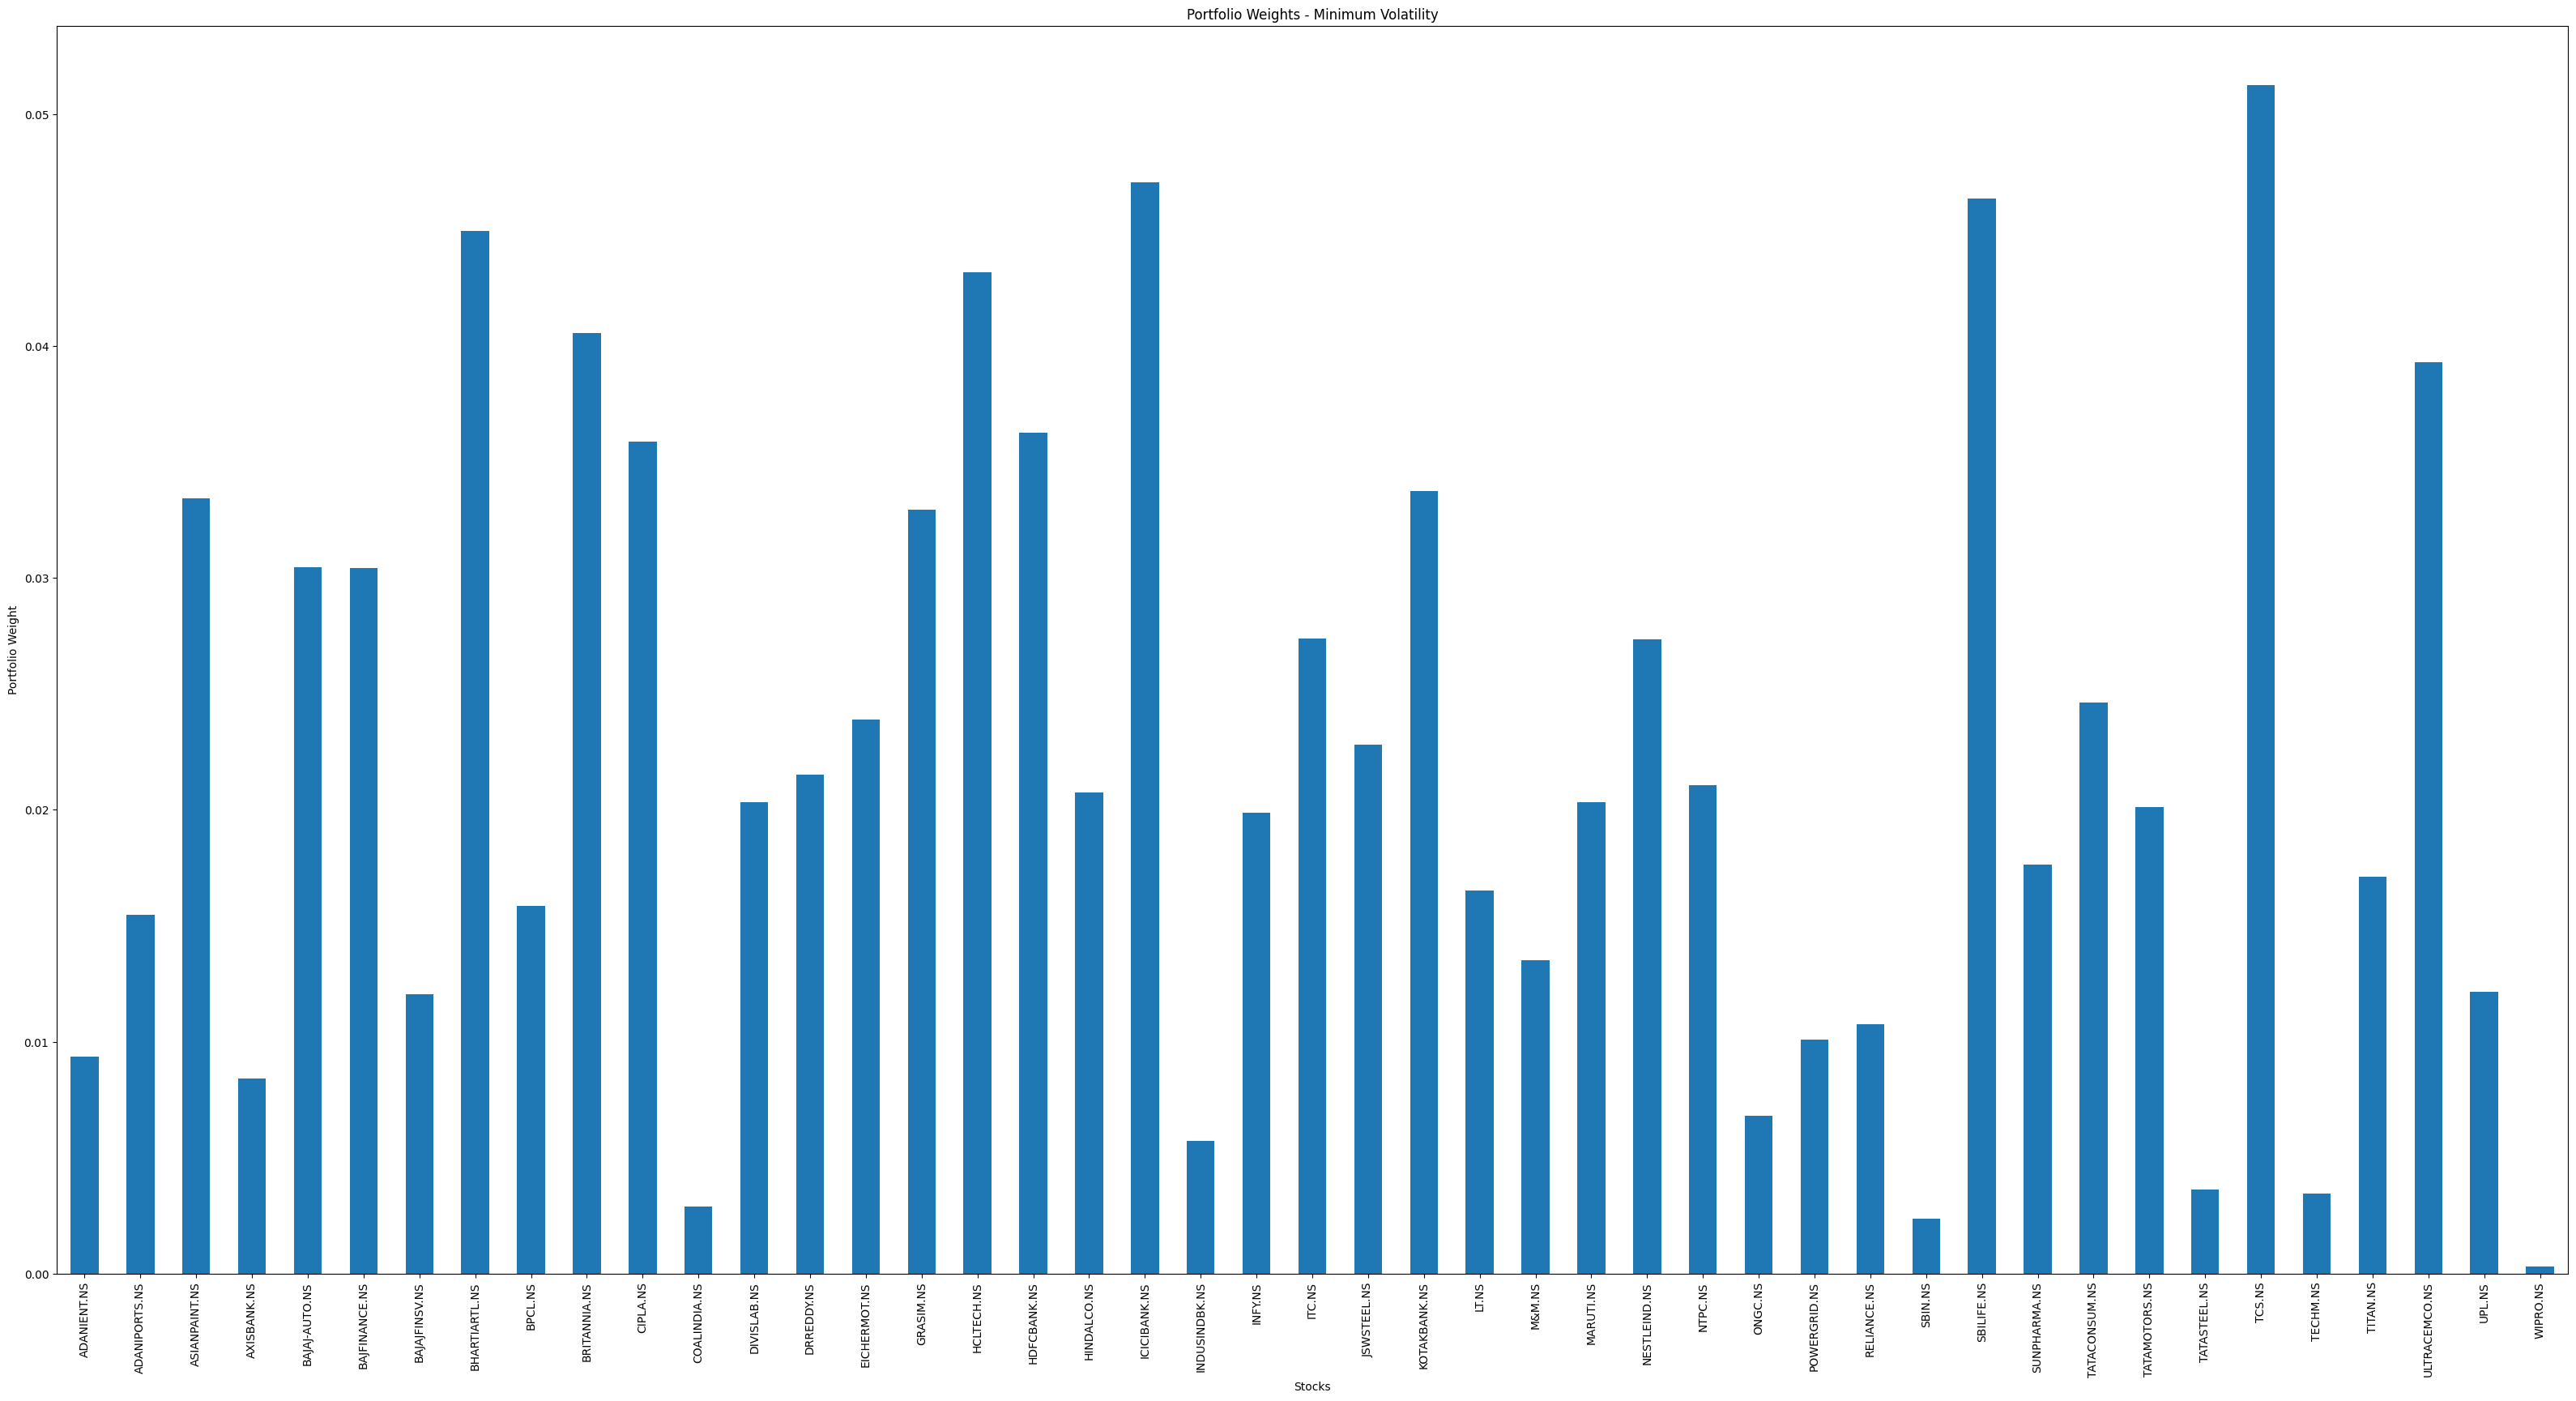 Portfolio Weights - Minimum Volatility
Portfolio Weight
0.05
0.04
0.03
0.02
0.01
0.00
ADANIENT.NS
ADANIPORTS.NS
ASIANPAINT.NS
AXISBANK.NS
BAJAJ-AUTO.NS
BAJFINANCE.NS
BAJAJFINSV.NS
BHARTIARTL.NS
BPCL.NS
BRITANNIA.NS
CIPLA.NS
COALINDIA.NS
DIVISLAB.NS
DRREDDY.NS
EICHERMOT.NS
GRASIM.NS
HCLTECH.NS
HDFCBANK.NS
HINDALCO.NS
ICICIBANK.NS
INDUSINDBK.NS
INFY.NS
ITC.NS
JSWSTEEL.NS
KOTAKBANK.NS
LT.NS
M&M.NS
MARUTI.NS
NESTLEIND.NS
NTPC.NS
ONGC.NS
POWERGRID.NS
RELIANCE.NS
SBIN.NS
SBILIFE.NS
SUNPHARMA.NS
TATACONSUM.NS
TATAMOTORS.NS
TATASTEEL.NS
TCS.NS
TECHM.NS
TITAN.NS
ULTRACEMCO.NS
UPL.NS
WIPRO.NS
Stocks